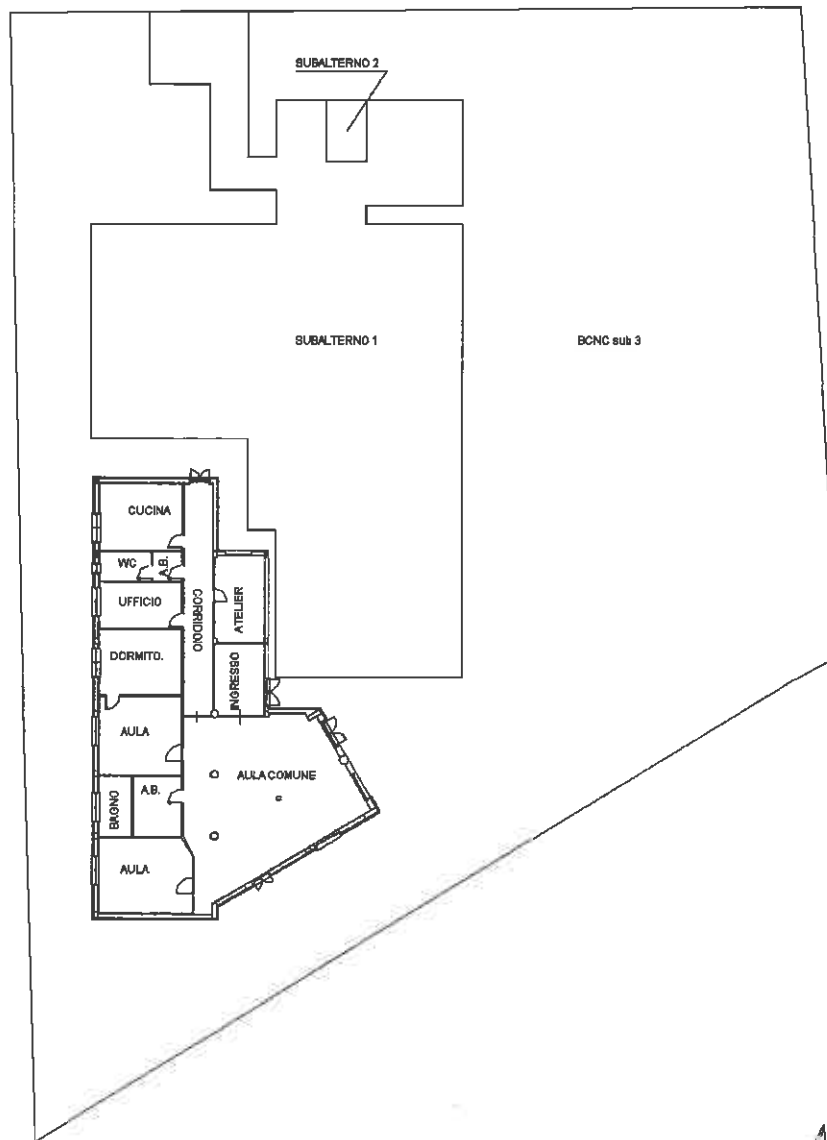 SUBALTERNO 2
SUBALTERNO 1
BCNC sub 3
CUCINA
WC
A.B.
UFFICIO
CORRIDOIO
ATELIER
DORMITO.
INGRESSO
AULA
AULA COMUNE
BAGNO
A.B.
AULA